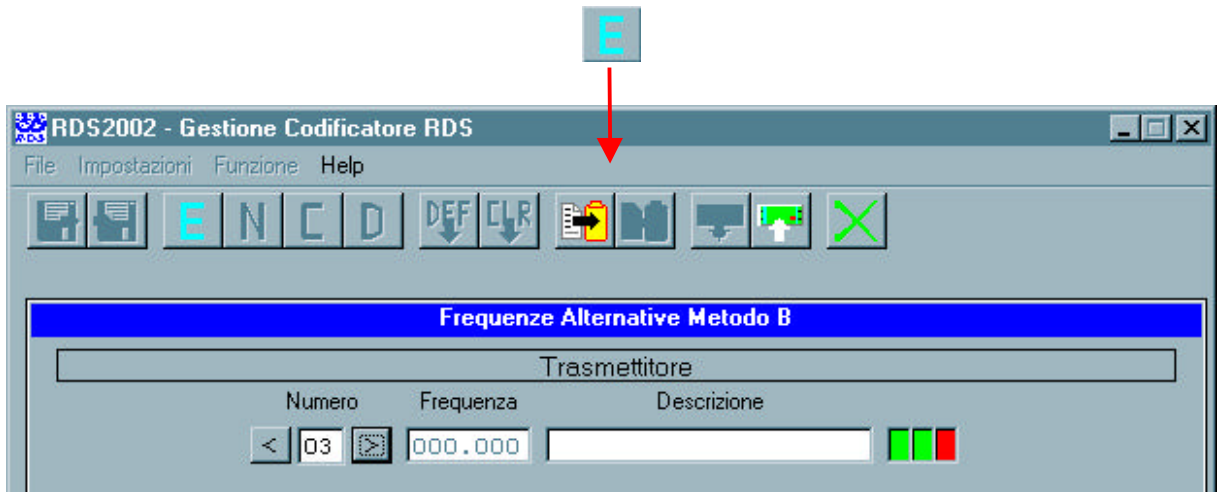 E
RDS2002 - Gestione Codificatore RDS
File Impostazioni Funzione Help
E N C D DEF CLR
Frequenze Alternative Metodo B
Trasmettitore
Numero Frequenza Descrizione
< 03 > 000.000